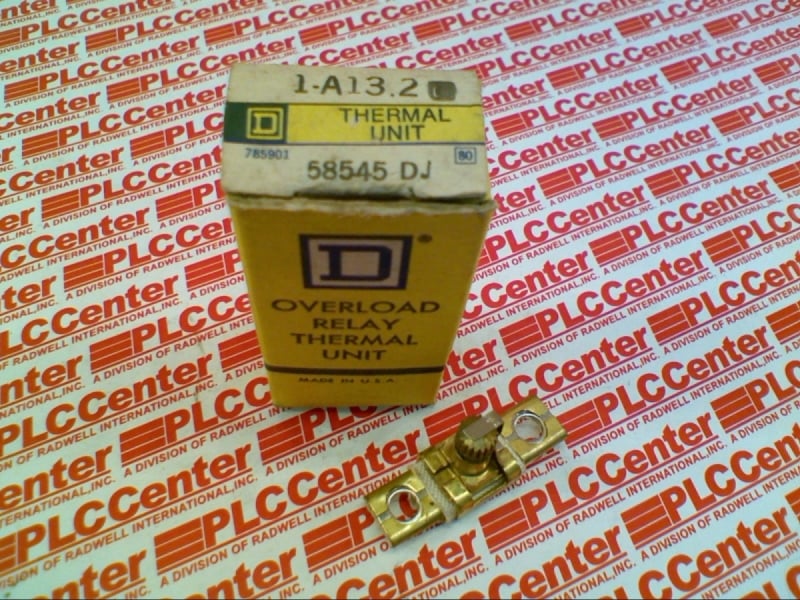 1-A13.20
D
THERMAL
UNIT
785901
80
58545 DJ
D®
OVERLOAD
RELAY
THERMAL
UNIT
MADE IN U.S.A.
PLCCenter
A DIVISION OF RADWELL INTERNATIONAL, INC.